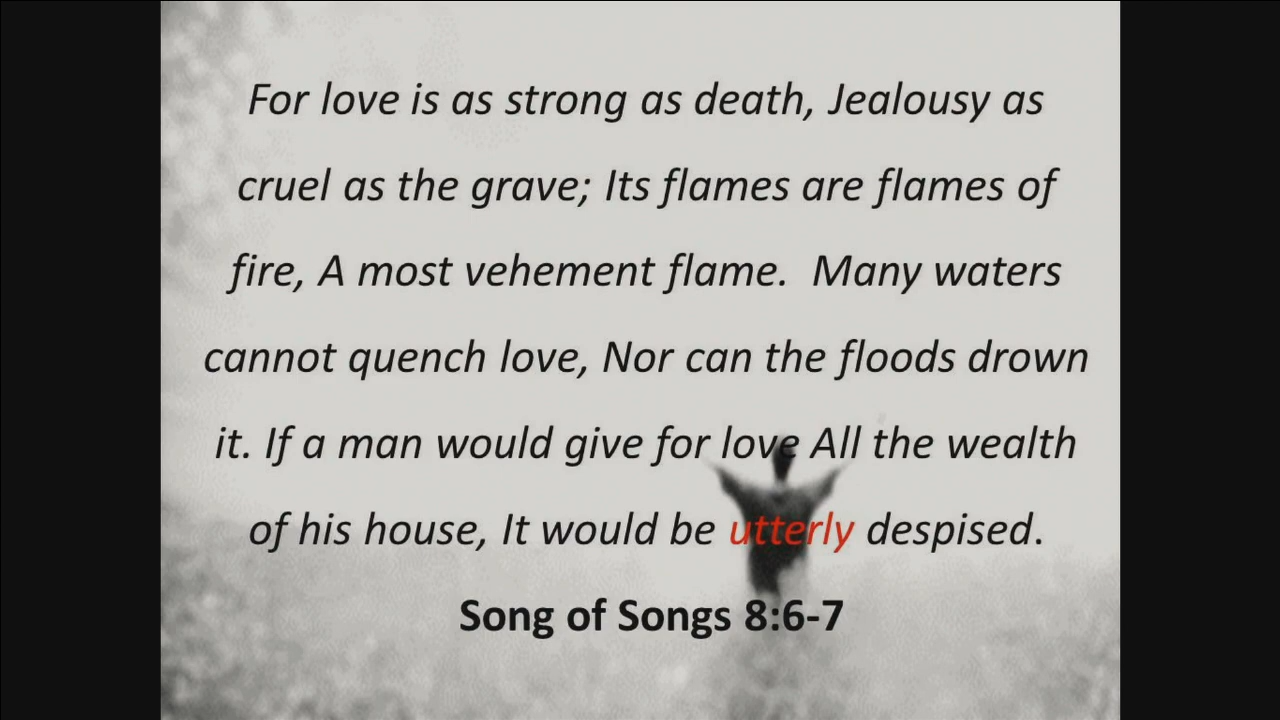 For love is as strong as death, Jealousy as
cruel as the grave; Its flames are flames of
fire, A most vehement flame.  Many waters
cannot quench love, Nor can the floods drown
it. If a man would give for love All the wealth
of his house, It would be utterly despised.
Song of Songs 8:6-7